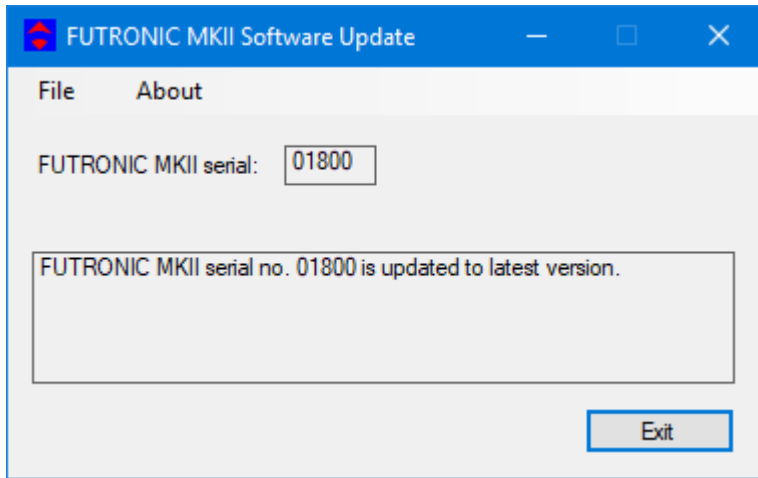 FUTRONIC MKII Software Update
File About
FUTRONIC MKII serial: 01800
FUTRONIC MKII serial no. 01800 is updated to latest version.
Exit